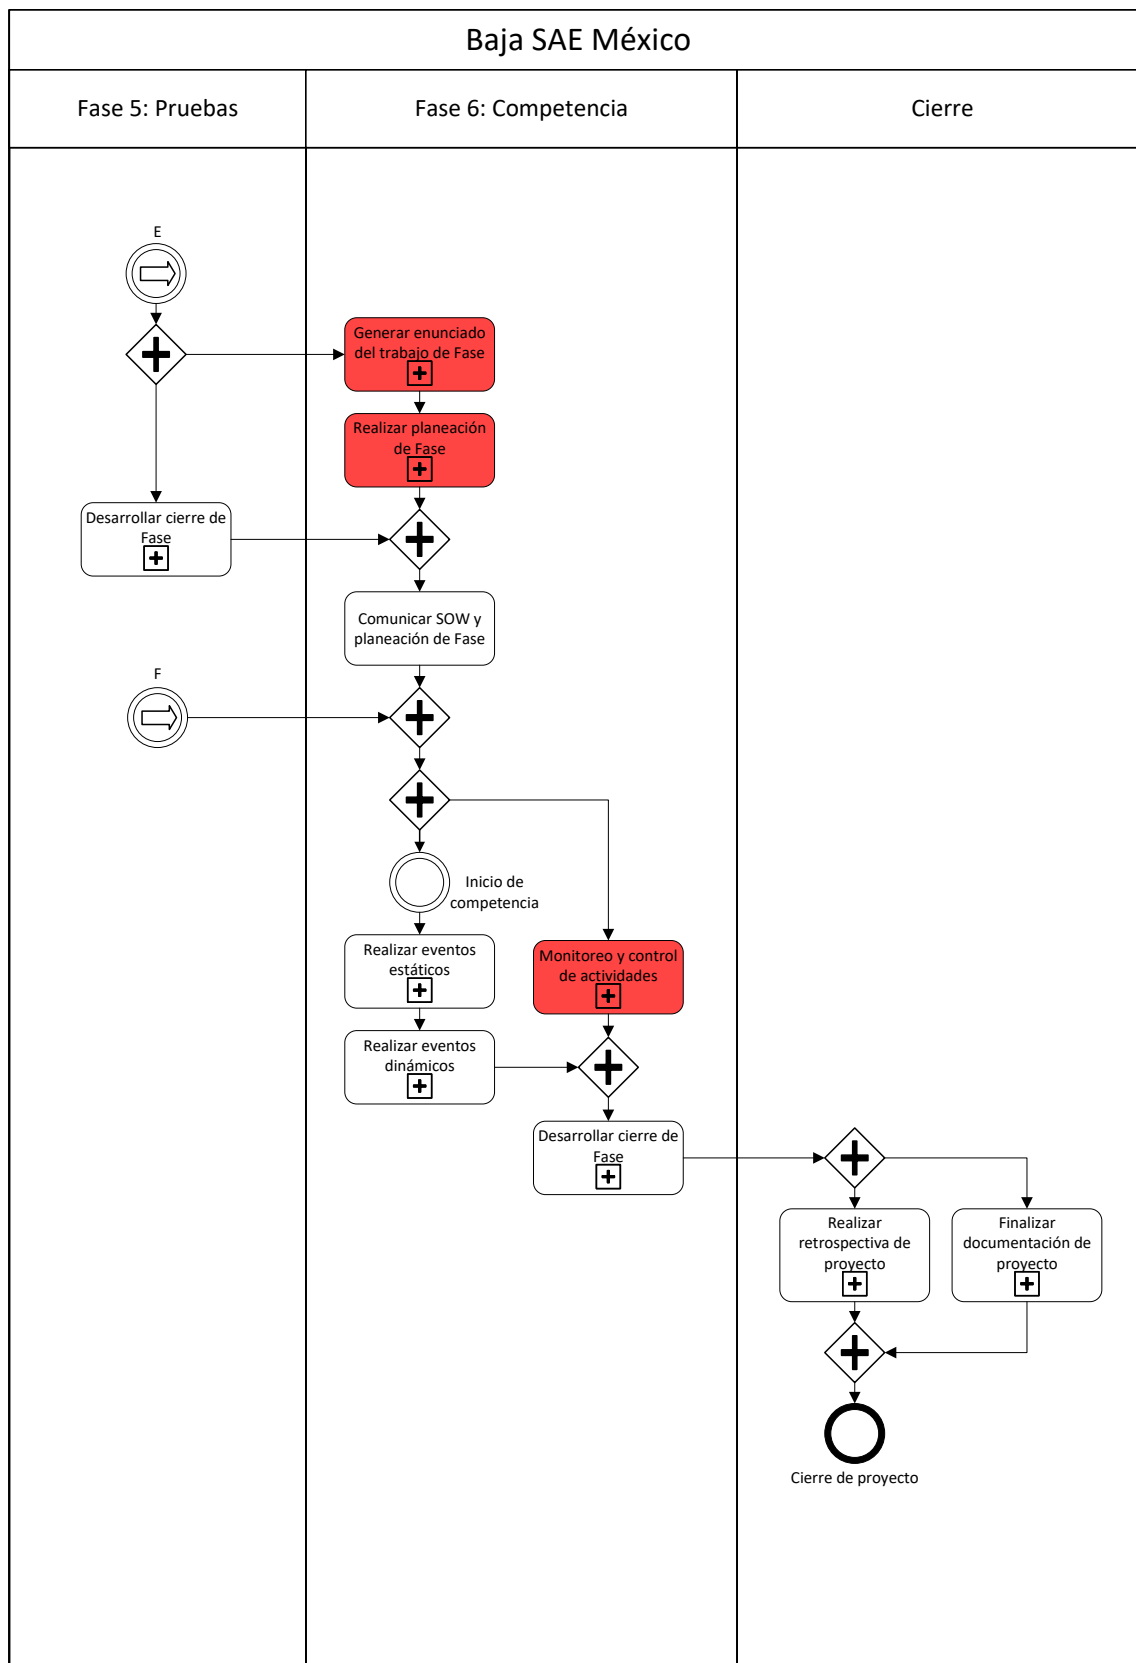 Baja SAE México
Fase 5: Pruebas
Fase 6: Competencia
Cierre
E
Generar enunciado
del trabajo de Fase
Realizar planeación
de Fase
Desarrollar cierre de
Fase
Comunicar SOW y
planeación de Fase
F
Inicio de
competencia
Realizar eventos
estáticos
Monitoreo y control
de actividades
Realizar eventos
dinámicos
Desarrollar cierre de
Fase
Realizar
retrospectiva de
proyecto
Finalizar
documentación de
proyecto
Cierre de proyecto